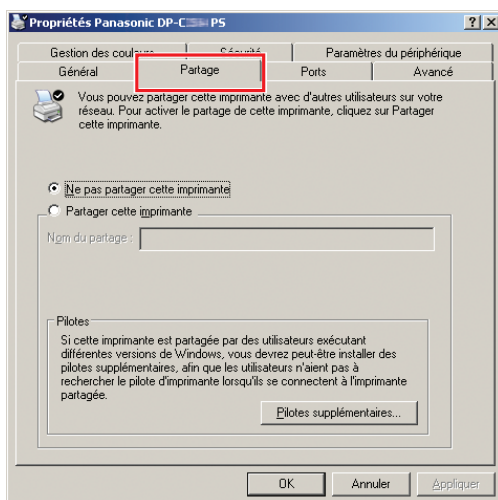 Propriétés Panasonic DP-C PS
Gestion des couleurs Sécurité Paramètres du périphérique
Général Partage Ports Avancé
Vous pouvez partager cette imprimante avec d'autres utilisateurs sur votre
réseau. Pour activer le partage de cette imprimante, cliquez sur Partager
cette imprimante.
Ne pas partager cette imprimante
Partager cette imprimante
Nom du partage :
Pilotes
Si cette imprimante est partagée par des utilisateurs exécutant
différentes versions de Windows, vous devrez peut-être installer des
pilotes supplémentaires, afin que les utilisateurs n'aient pas à
rechercher le pilote d'imprimante lorsqu'ils se connectent à l'imprimante
partagée.
Pilotes supplémentaires...
OK Annuler Appliquer